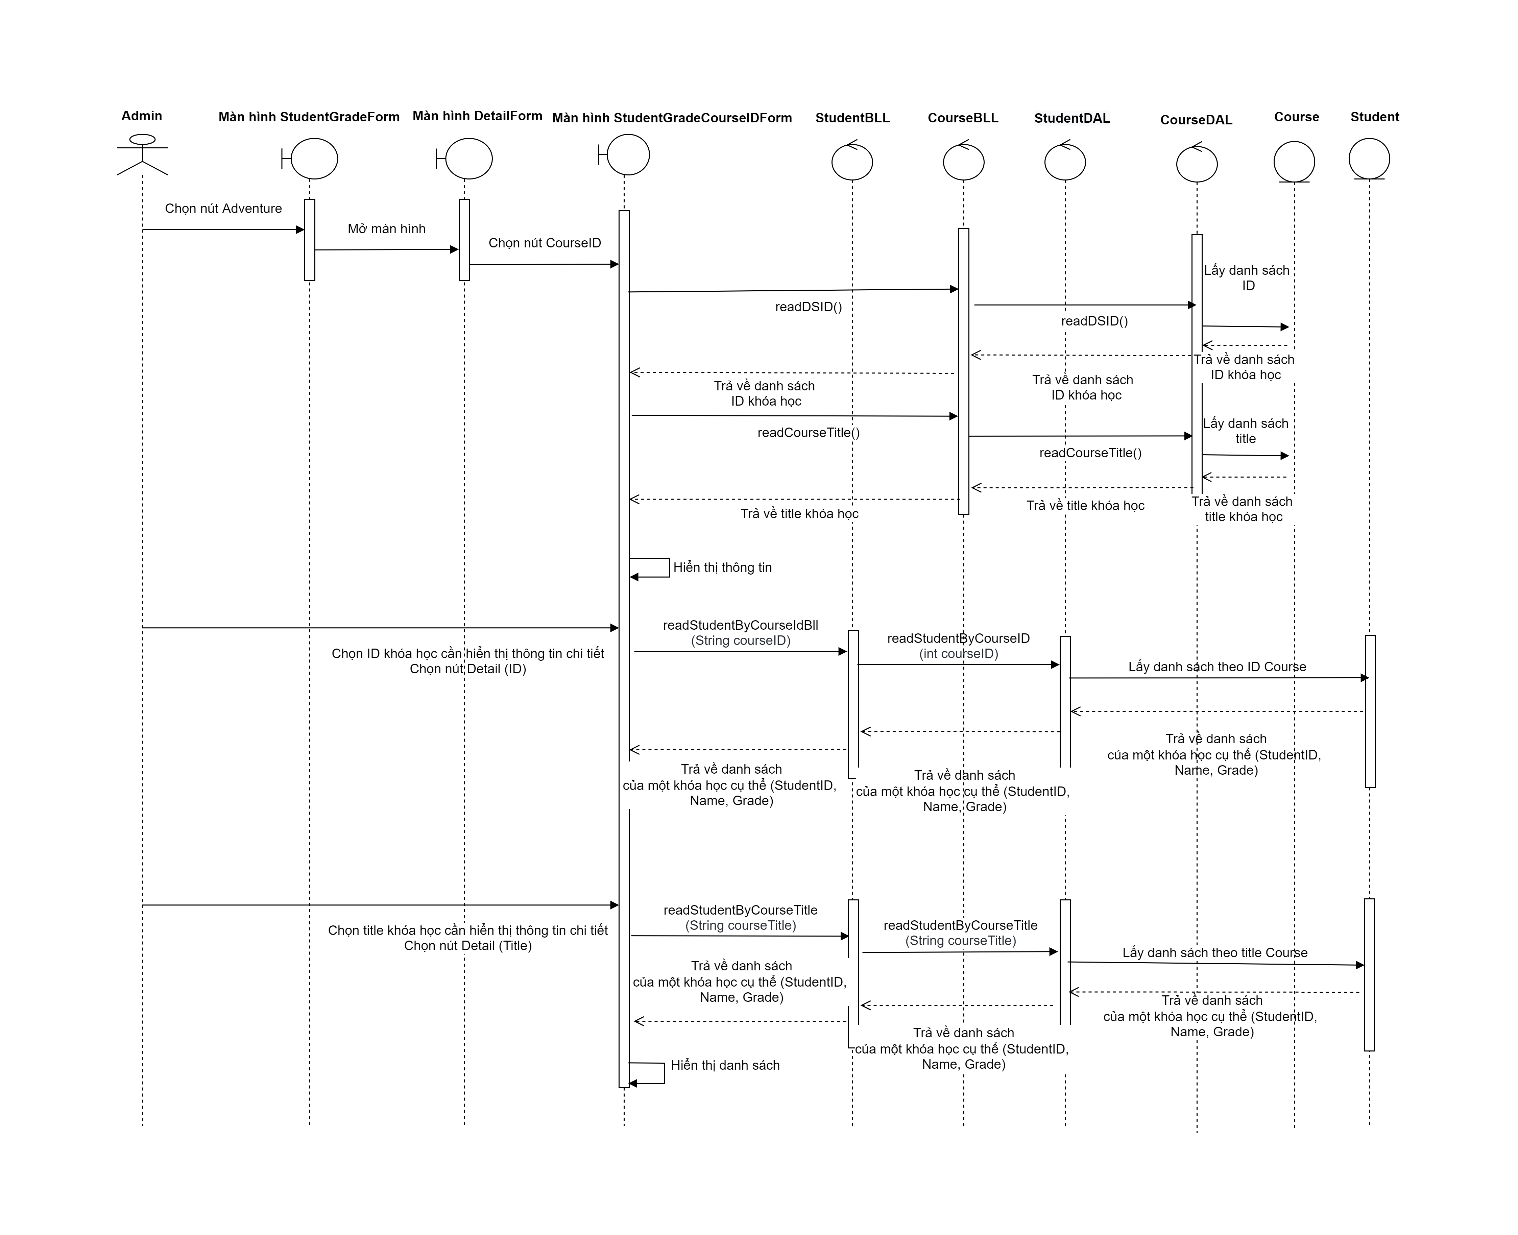 Admin
Màn hình StudentGradeForm
Màn hình DetailForm
Màn hình StudentGradeCourseIDForm
StudentBLL
CourseBLL
StudentDAL
CourseDAL
Course
Student
Chọn nút Adventure
Mở màn hình
Chọn nút CourseID
Lấy danh sách
ID
readDSID()
readDSID()
Trả về danh sách
ID khóa học
Trả về danh sách
ID khóa học
Trả về danh sách
ID khóa học
readCourseTitle()
Lấy danh sách
title
readCourseTitle()
Trả về title khóa học
Trả về title khóa học
Trả về danh sách
title khóa học
Hiển thị thông tin
Chọn ID khóa học cần hiển thị thông tin chi tiết
Chọn nút Detail (ID)
readStudentByCourseIdBll
(String courseID)
readStudentByCourseID
(int courseID)
Lấy danh sách theo ID Course
Trả về danh sách
của một khóa học cụ thể (StudentID,
Name, Grade)
Trả về danh sách
của một khóa học cụ thể (StudentID,
Name, Grade)
Trả về danh sách
của một khóa học cụ thể (StudentID,
Name, Grade)
Chọn title khóa học cần hiển thị thông tin chi tiết
Chọn nút Detail (Title)
readStudentByCourseTitle
(String courseTitle)
readStudentByCourseTitle
(String courseTitle)
Lấy danh sách theo title Course
Trả về danh sách
của một khóa học cụ thể (StudentID,
Name, Grade)
Trả về danh sách
của một khóa học cụ thể (StudentID,
Name, Grade)
Trả về danh sách
của một khóa học cụ thể (StudentID,
Name, Grade)
Hiển thị danh sách